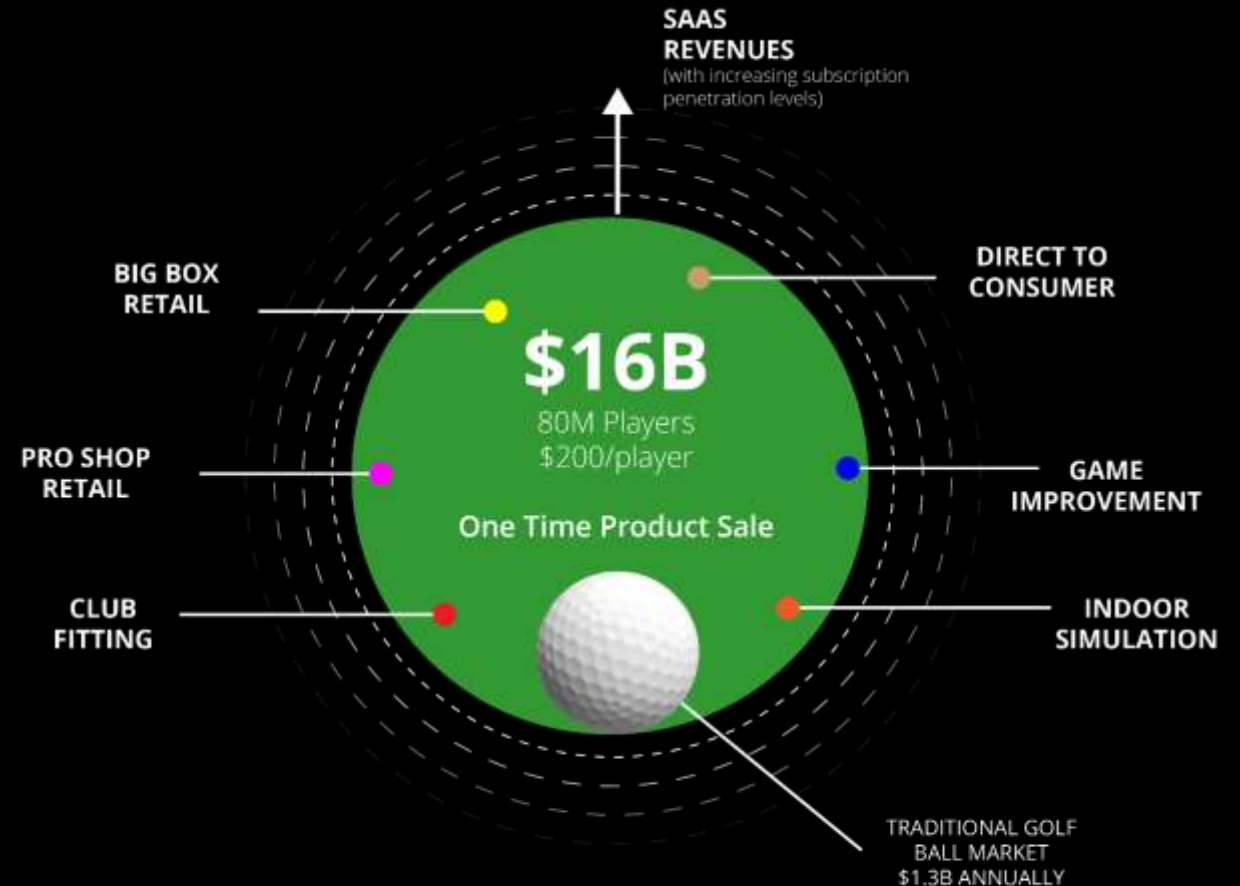 SAAS
REVENUES
(with increasing subscription
penetration levels)
BIG BOX
RETAIL
DIRECT TO
CONSUMER
$16B
80M Players
$200/player
PRO SHOP
RETAIL
GAME
IMPROVEMENT
One Time Product Sale
CLUB
FITTING
INDOOR
SIMULATION
TRADITIONAL GOLF
BALL MARKET
$1.3B ANNUALLY